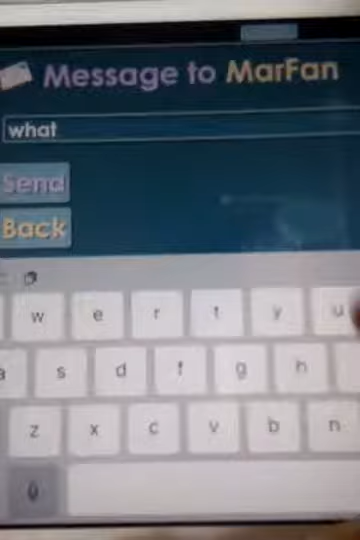 Message to MarFan
what
Send
Back
w e r t y u
a s d f g h
z x c v b n